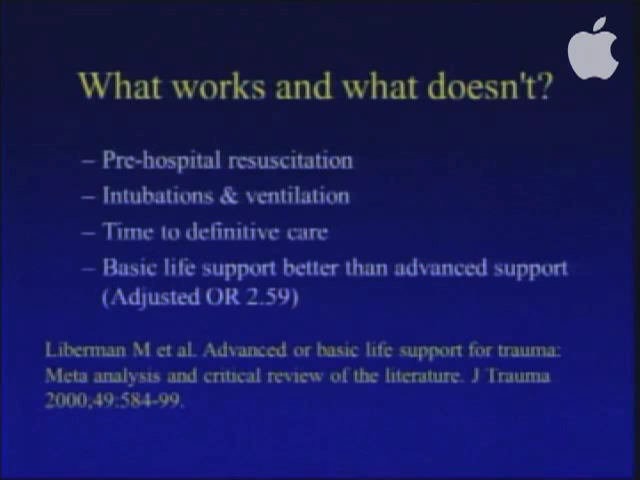 What works and what doesn't?
– Pre-hospital resuscitation
– Intubations & ventilation
– Time to definitive care
– Basic life support better than advanced support
(Adjusted OR 2.59)
Liberman M et al. Advanced or basic life support for trauma:
Meta analysis and critical review of the literature. J Trauma
2000;49:584-99.